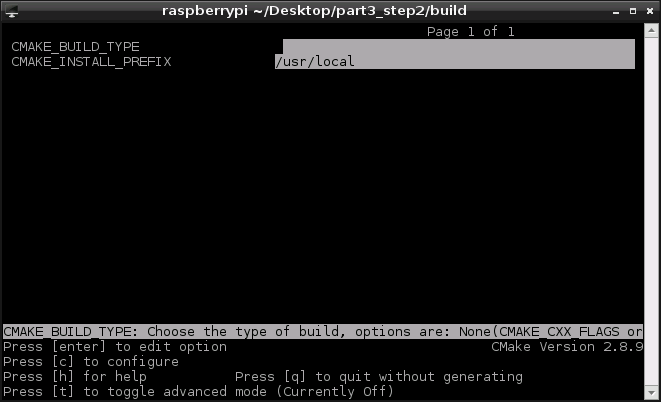 raspberrypi ~/Desktop/part3_step2/build
Page 1 of 1
CMAKE_BUILD_TYPE
CMAKE_INSTALL_PREFIX /usr/local
CMAKE_BUILD_TYPE: Choose the type of build, options are: None(CMAKE_CXX_FLAGS or
Press [enter] to edit option CMake Version 2.8.9
Press [c] to configure
Press [h] for help Press [q] to quit without generating
Press [t] to toggle advanced mode (Currently Off)